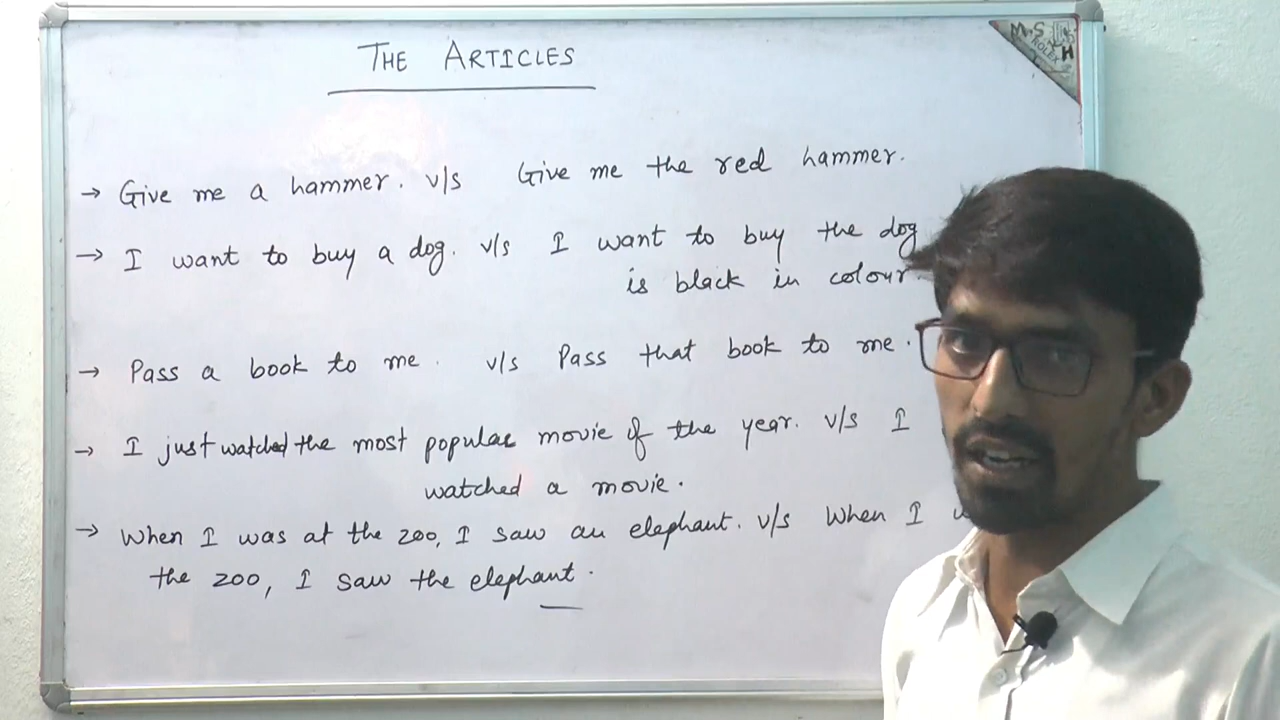 THE ARTICLES
→ Give me a hammer. v/s Give me the red hammer.
→ I want to buy a dog. v/s I want to buy the dog
is black in colour.
→ Pass a book to me. v/s Pass that book to me.
→ I just watched the most popular movie of the year. v/s I
watched a movie.
→ When I was at the zoo, I saw an elephant. v/s When I
the zoo, I saw the elephant.
M.S
ROLEX